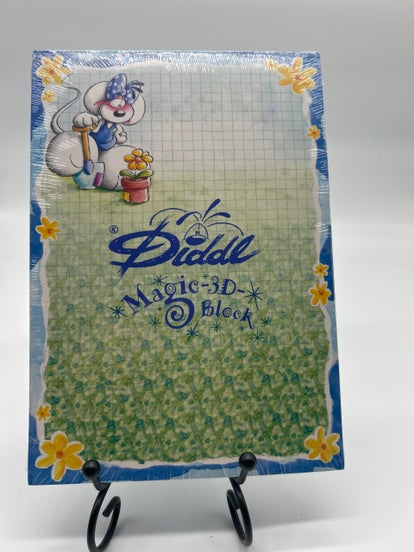 ® Diddl
Magic-3D-
Block